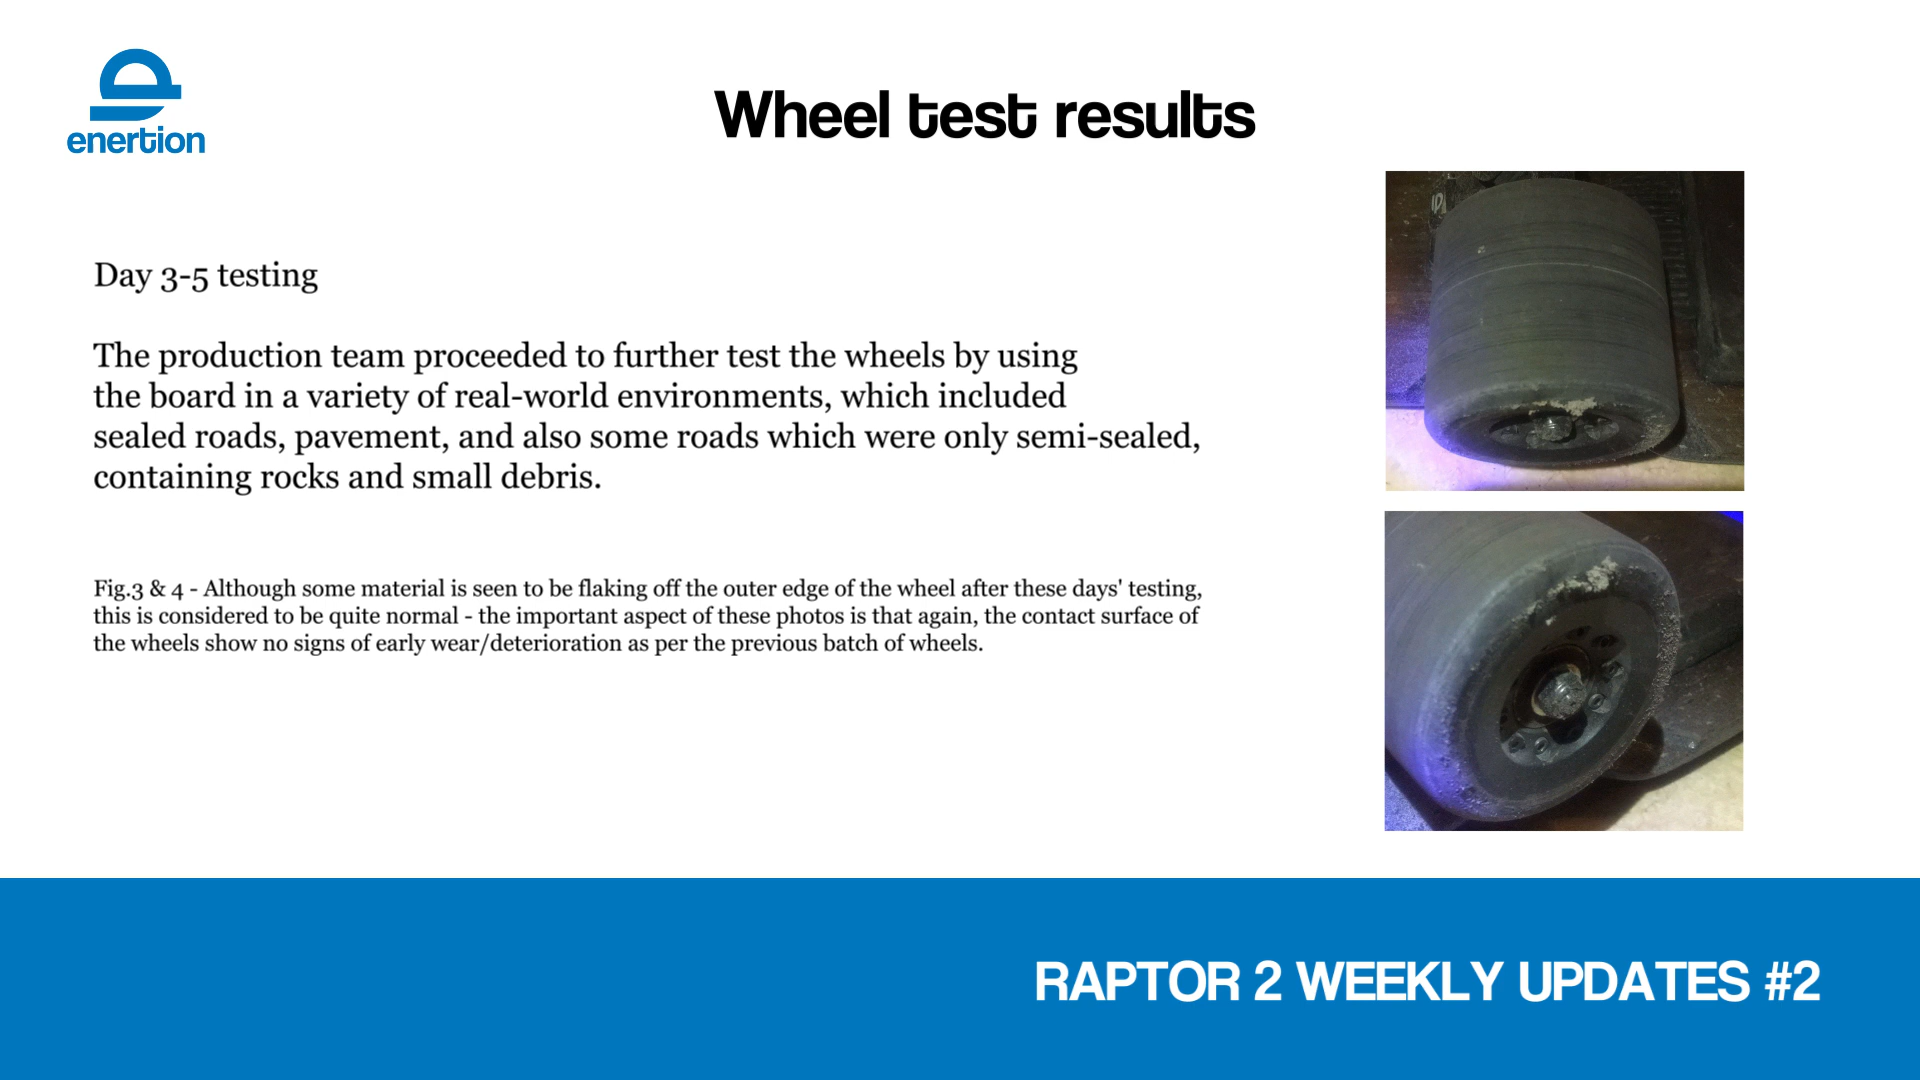 enertion
Wheel test results
Day 3-5 testing
The production team proceeded to further test the wheels by using
the board in a variety of real-world environments, which included
sealed roads, pavement, and also some roads which were only semi-sealed,
containing rocks and small debris.
Fig.3 & 4 - Although some material is seen to be flaking off the outer edge of the wheel after these days' testing,
this is considered to be quite normal - the important aspect of these photos is that again, the contact surface of
the wheels show no signs of early wear/deterioration as per the previous batch of wheels.
RAPTOR 2 WEEKLY UPDATES #2